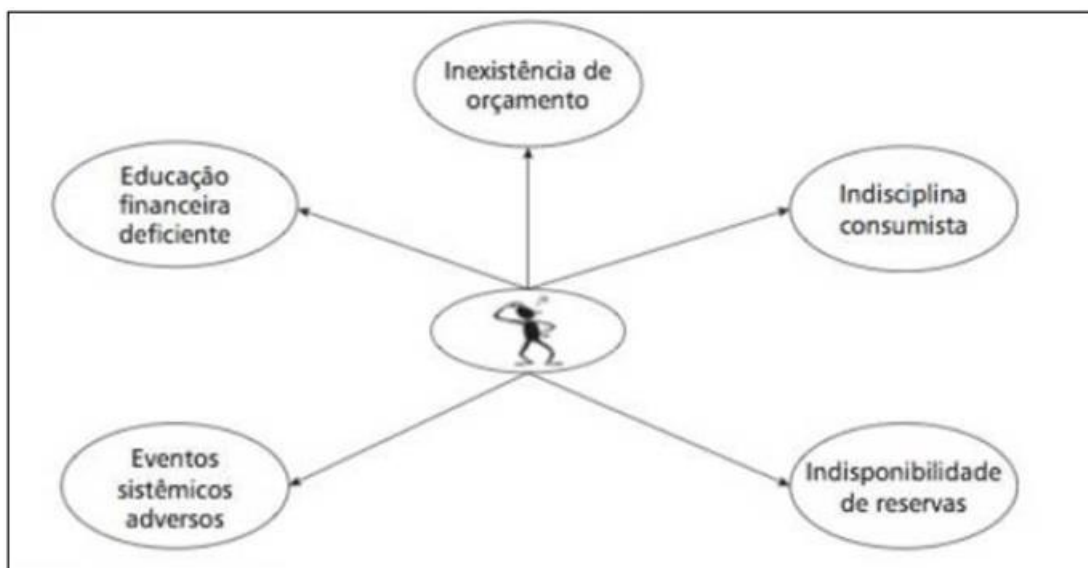 Inexistência de
orçamento
Educação
financeira
deficiente
Indisciplina
consumista
Eventos
sistêmicos
adversos
Indisponibilidade
de reservas